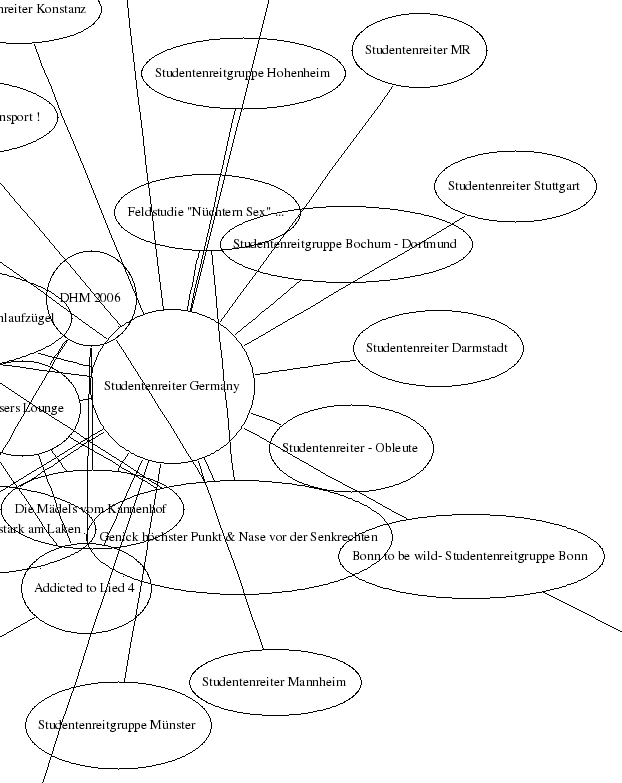 nreiter Konstanz
Studentenreiter MR
Studentenreitgruppe Hohenheim
nsport !
Studentenreiter Stuttgart
Feldstudie "Nüchtern Sex" ...
Studentenreitgruppe Bochum - Dortmund
DHM 2006
nlaufzügel
Studentenreiter Darmstadt
Studentenreiter Germany
sers Lounge
Studentenreiter - Obleute
Die Mädels vom Kannenhof
stark am Laken
Genick höchster Punkt & Nase vor der Senkrechten
Bonn to be wild- Studentenreitgruppe Bonn
Addicted to Lied 4
Studentenreiter Mannheim
Studentenreitgruppe Münster